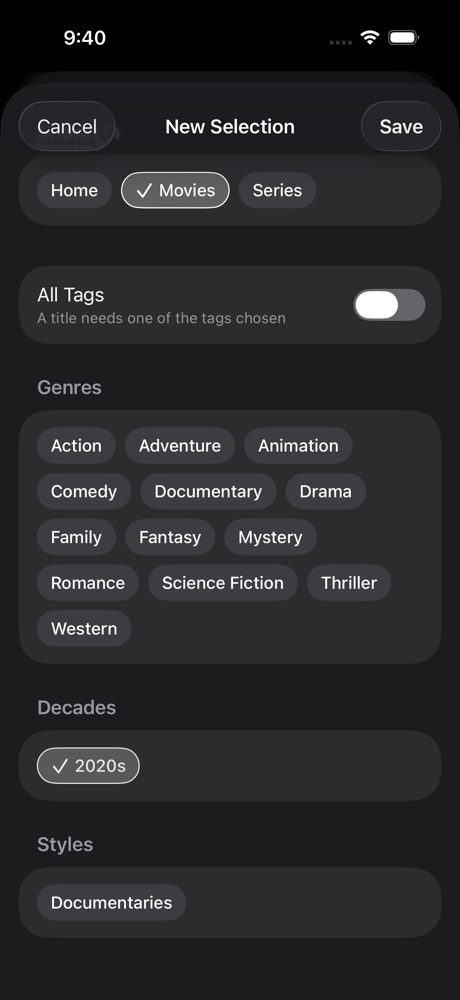 9:40
Cancel New Selection Save
Home Movies Series
All Tags
A title needs one of the tags chosen
Genres
Action Adventure Animation
Comedy Documentary Drama
Family Fantasy Mystery
Romance Science Fiction Thriller
Western
Decades
2020s
Styles
Documentaries